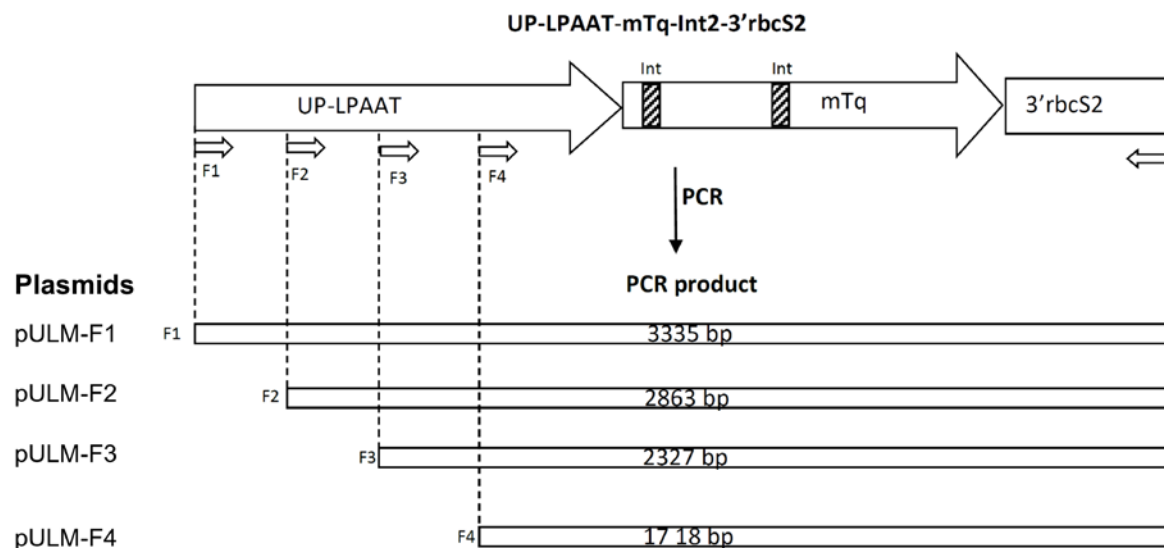 UP-LPAAT-mTq-Int2-3’rbcS2
Int Int
UP-LPAAT mTq 3’rbcS2
F1 F2 F3 F4
PCR
Plasmids PCR product
pULM-F1 F1 3335 bp
pULM-F2 F2 2863 bp
pULM-F3 F3 2327 bp
pULM-F4 F4 17 18 bp